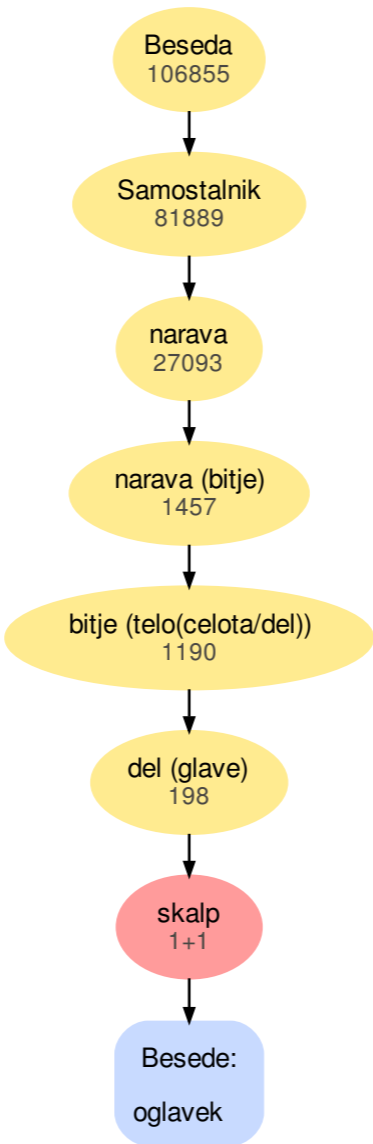 Beseda
106855
Samostalnik
81889
narava
27093
narava (bitje)
1457
bitje (telo(celota/del))
1190
del (glave)
198
skalp
1+1
Besede:
oglavek